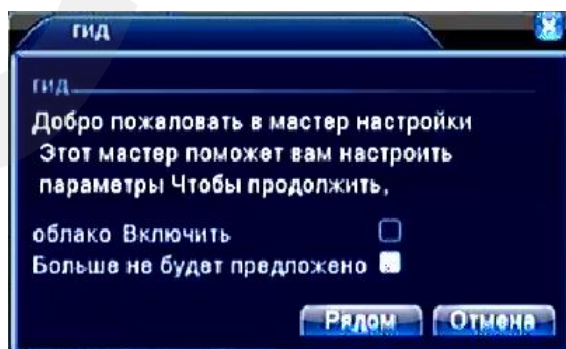 гид
гид
Добро пожаловать в мастер настройки
Этот мастер поможет вам настроить
параметры Чтобы продолжить,
облако Включить
Больше не будет предложено
Рядом Отмена